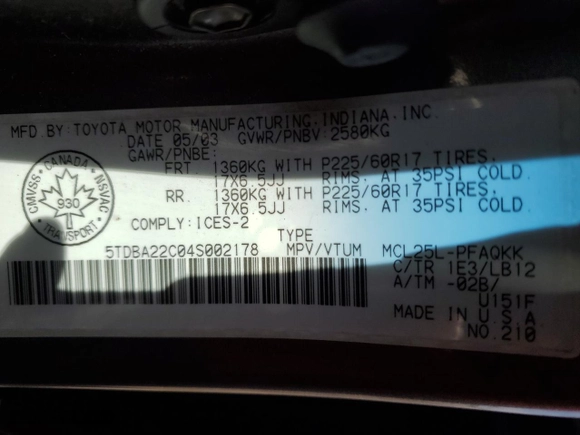 MFD BY:TOYOTA MOTOR MANUFACTURING,INDIANA,INC.
DATE 05/03 GVWR/PNBV:2580KG
GAWR/PNBE:
FRT 1360KG WITH P225/60R17 TIRES,
17X6.5JJ RIMS. AT 35PSI COLD.
RR. 1360KG WITH P225/60R17 TIRES,
17X6.5JJ RIMS. AT 35PSI COLD.
COMPLY:ICES-2
CANADA
CMVSS
NSVAC
930
TRANSPORT
TYPE
5TDBA22C04S002178 MPV/VTUM MCL25L-PFAQKK
C/TR 1E3/LB12
A/TM -02B/
U151F
MADE IN U.S.A
NO.210